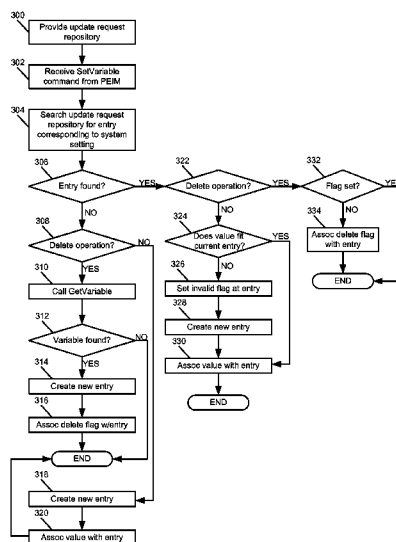 300
Provide update request
repository
302
Receive SetVariable
command from PEIM
304
Search update request
repository for entry
corresponding to system
setting
306
Entry found?
YES
NO
322
Delete operation?
YES
NO
332
Flag set?
YES
NO
308
Delete operation?
NO
YES
324
Does value fit
current entry?
YES
NO
334
Assoc delete flag
with entry
END
310
Call GetVariable
326
Set invalid flag at entry
312
Variable found?
NO
YES
328
Create new entry
330
Assoc value with entry
END
314
Create new entry
316
Assoc delete flag w/entry
END
318
Create new entry
320
Assoc value with entry